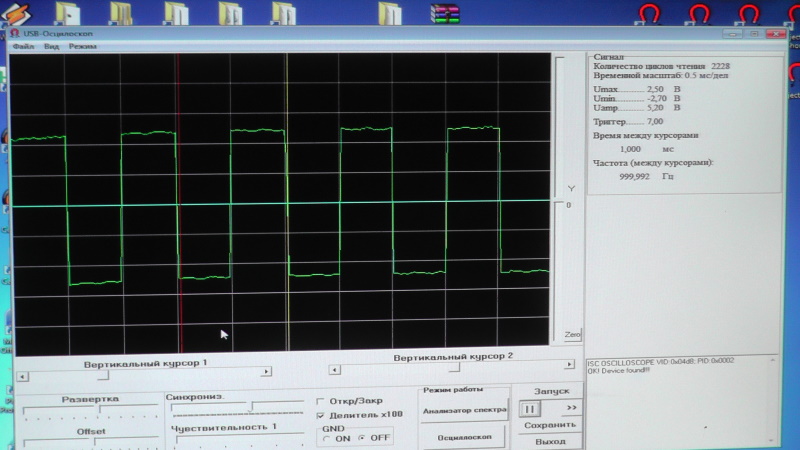 USB-Осциллоскоп
Файл Вид Режим
Сигнал
Количество циклов чтения 2228
Временной масштаб: 0.5 мс/дел
Umax......... 2,50 В
Umin.......... -2,70 В
Uamp......... 5,20 В
Триггер...... 7,00
Время между курсорами
1,000 мс
Частота (между курсорами):
999,992 Гц
Y
0
Zero
ISC OSCILLOSCOPE VID:0x04d8: PID:0x0002
OK! Device found!!!
Вертикальный курсор 1
Вертикальный курсор 2
Развертка
Offset
Синхрониз.
Чувствительность 1
Откр/Закр
Делитель x100
GND
ON OFF
Режим работы
Анализатор спектра
Осциллоскоп
Запуск
>>
Сохранить
Выход